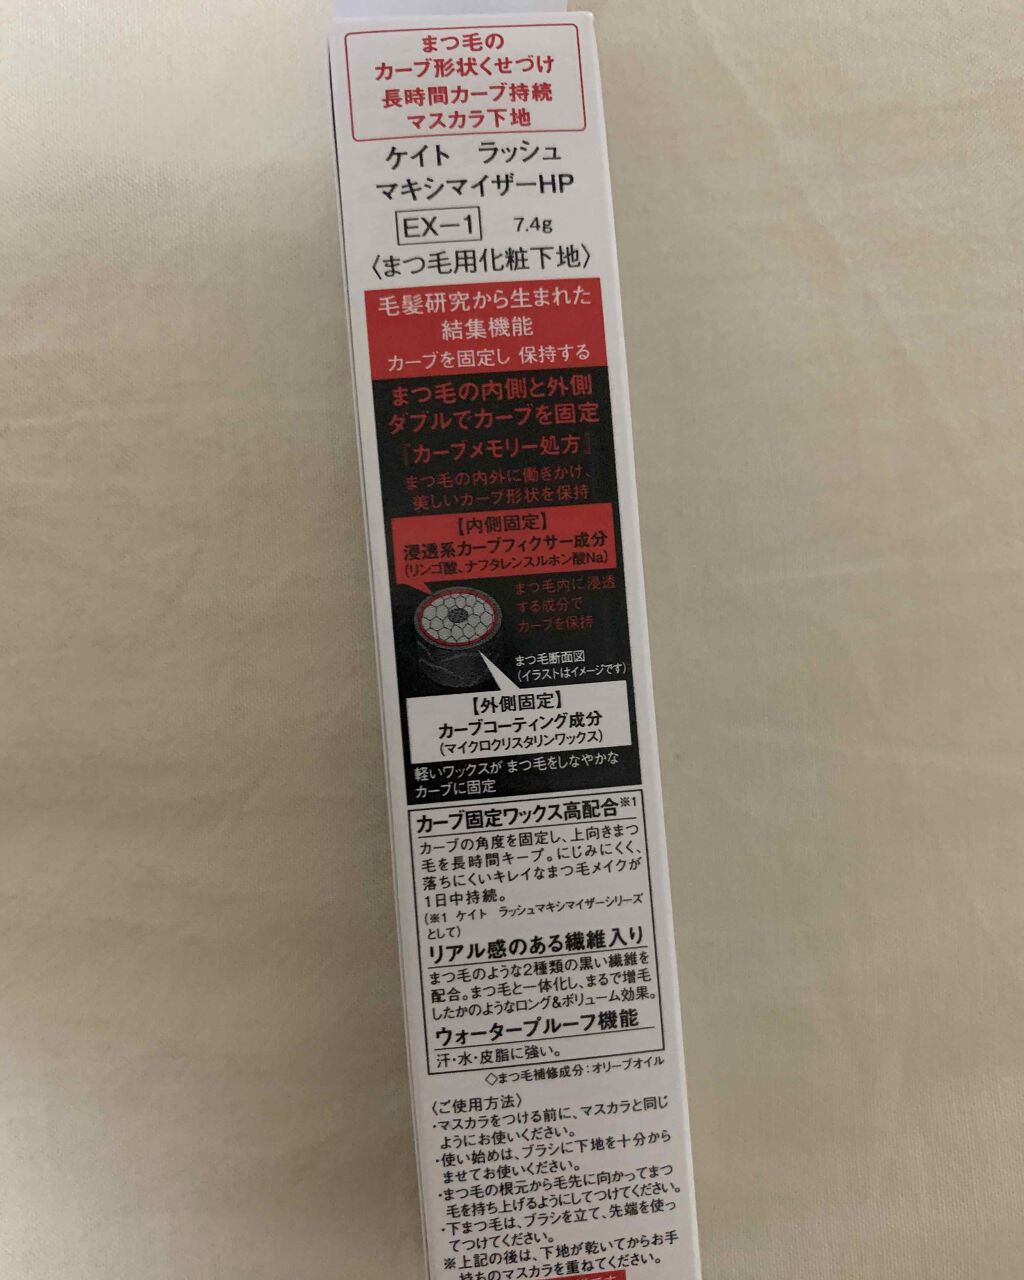 まつ毛の
カーブ形状くせづけ
長時間カーブ持続
マスカラ下地
ケイト ラッシュ
マキシマイザーHP
EX-1 7.4g
〈まつ毛用化粧下地〉
毛髪研究から生まれた
結集機能
カーブを固定し 保持する
まつ毛の内側と外側
ダブルでカーブを固定
『カーブメモリー処方』
まつ毛の内外に働きかけ、
美しいカーブ形状を保持
【内側固定】
浸透系カーブフィクサー成分
(リンゴ酸、ナフタレンスルホン酸Na)
まつ毛内に浸透
する成分で
カーブを保持
まつ毛断面図
(イラストはイメージです)
【外側固定】
カーブコーティング成分
(マイクロクリスタリンワックス)
軽いワックスが まつ毛をしなやかな
カーブに固定
カーブ固定ワックス高配合※1
カーブの角度を固定し、上向きまつ
毛を長時間キープ。にじみにくく、
落ちにくいキレイなまつ毛メイクが
1日中持続。
(※1 ケイト ラッシュマキシマイザーシリーズ
として)
リアル感のある繊維入り
まつ毛のような2種類の黒い繊維を
配合。まつ毛と一体化し、まるで増毛
したかのようなロング&ボリューム効果。
ウォータープルーフ機能
汗・水・皮脂に強い。
◇まつ毛補修成分:オリーブオイル
〈ご使用方法〉
・マスカラをつける前に、マスカラと同じ
ようにお使いください。
・使い始めは、ブラシに下地を十分から
ませてお使いください。
・まつ毛の根元から毛先に向かってまつ
毛を持ち上げるようにしてつけてください。
・下まつ毛は、ブラシを立て、先端を使っ
てつけてください。
※上記の後は、下地が乾いてからお手
持ちのマスカラを重ねてください。